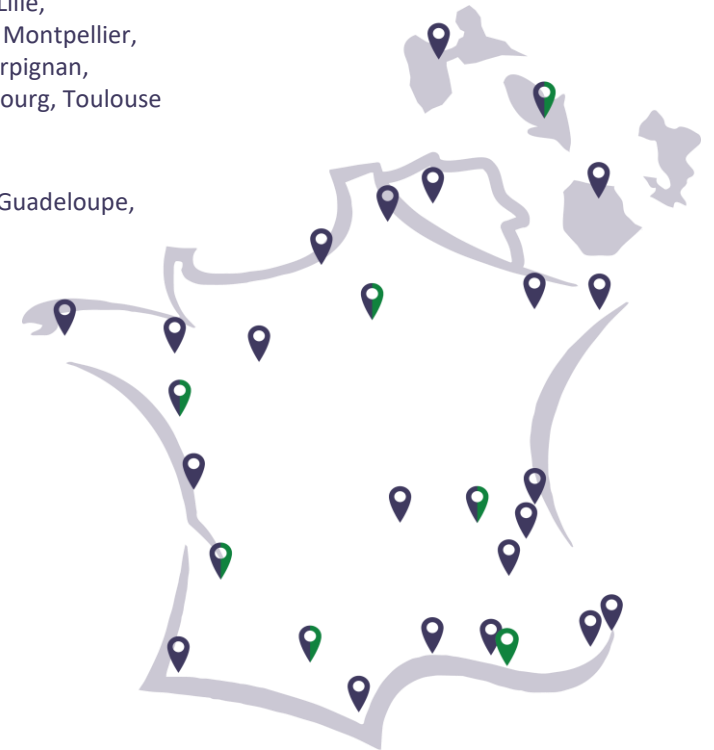 Lille,
Montpellier,
rpignan,
ourg, Toulouse
Guadeloupe,